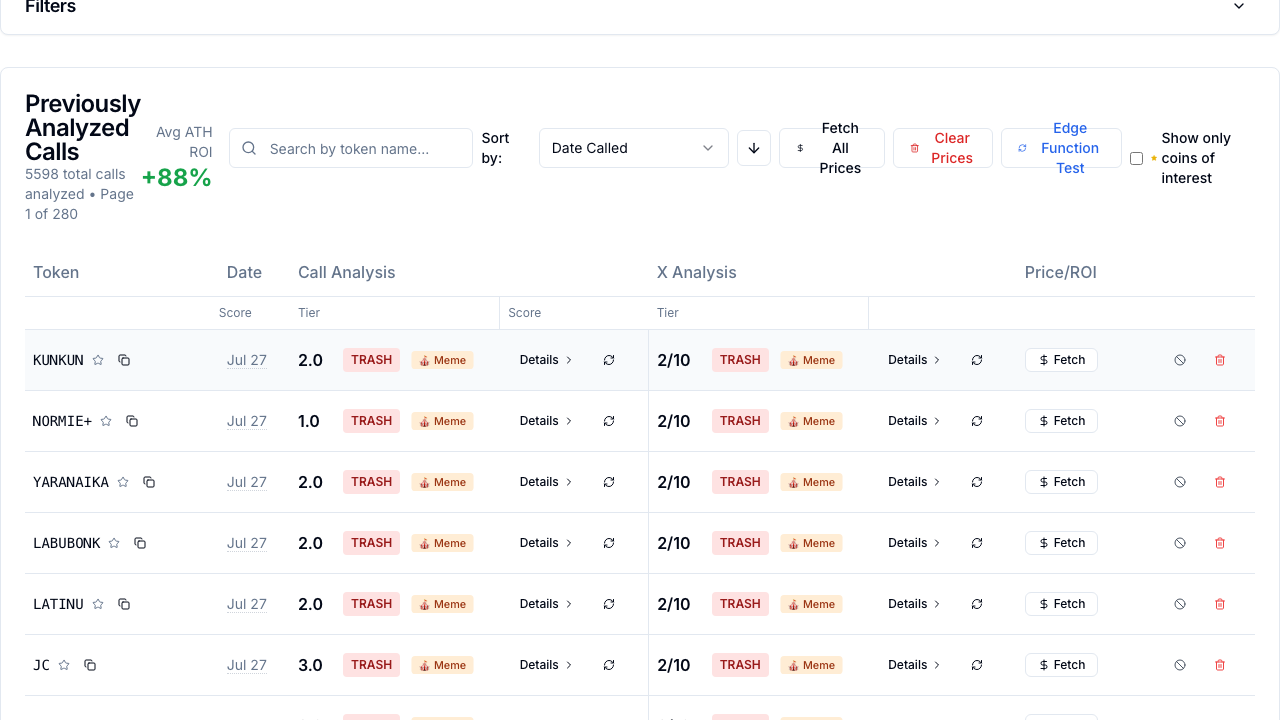 Filters
Previously
Analyzed
Calls
5598 total calls
analyzed • Page
1 of 280
Avg ATH
ROI
+88%
Search by token name...
Sort
by:
Date Called
Fetch
All
Prices
Clear
Prices
Edge
Function
Test
Show only
coins of
interest
Token Date Call Analysis X Analysis Price/ROI
Score Tier Score Tier
KUNKUN Jul 27 2.0 TRASH Meme Details 2/10 TRASH Meme Details $ Fetch
NORMIE+ Jul 27 1.0 TRASH Meme Details 2/10 TRASH Meme Details $ Fetch
YARANAIKA Jul 27 2.0 TRASH Meme Details 2/10 TRASH Meme Details $ Fetch
LABUBONK Jul 27 2.0 TRASH Meme Details 2/10 TRASH Meme Details $ Fetch
LATINU Jul 27 2.0 TRASH Meme Details 2/10 TRASH Meme Details $ Fetch
JC Jul 27 3.0 TRASH Meme Details 2/10 TRASH Meme Details $ Fetch